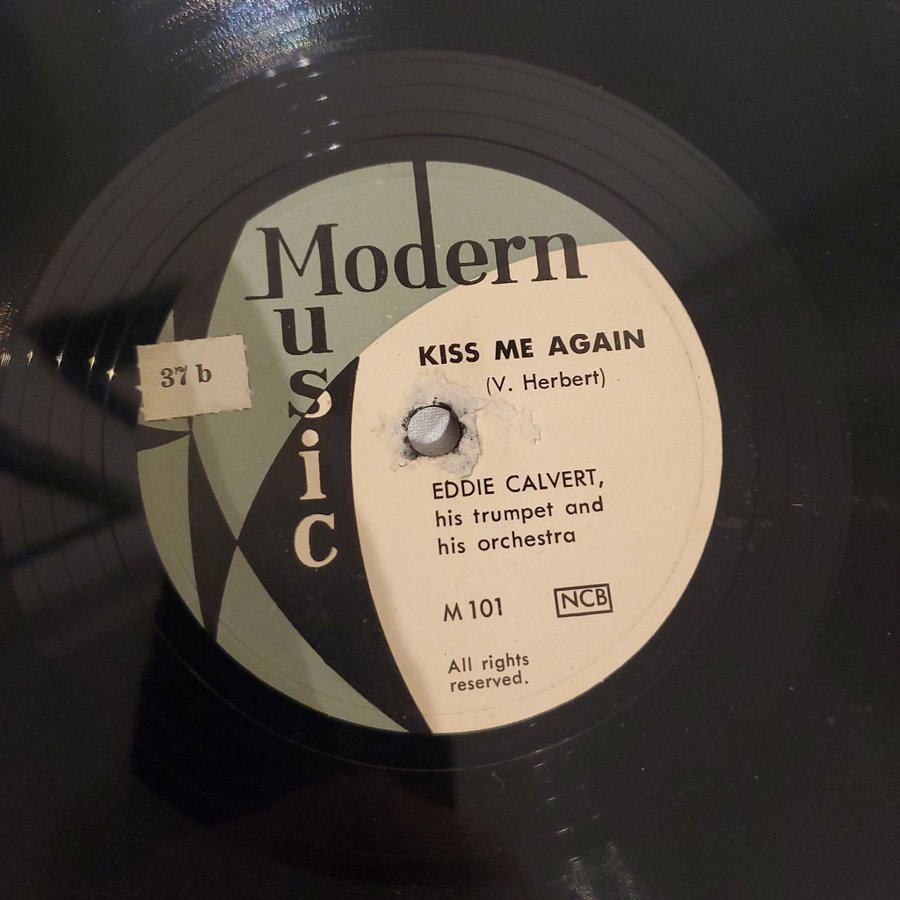 Modern
Music
37 b
KISS ME AGAIN
(V. Herbert)
EDDIE CALVERT,
his trumpet and
his orchestra
M 101
NCB
All rights
reserved.